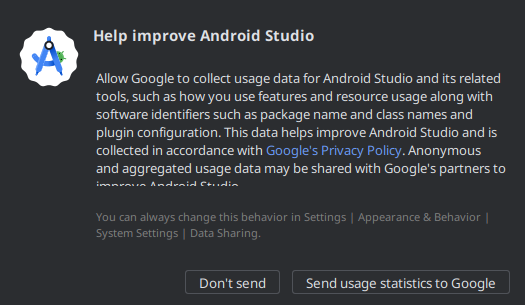 Help improve Android Studio
Allow Google to collect usage data for Android Studio and its related
tools, such as how you use features and resource usage along with
software identifiers such as package name and class names and
plugin configuration. This data helps improve Android Studio and is
collected in accordance with Google's Privacy Policy. Anonymous
and aggregated usage data may be shared with Google's partners to
improve Android Studio.
You can always change this behavior in Settings | Appearance & Behavior |
System Settings | Data Sharing.
Don't send
Send usage statistics to Google